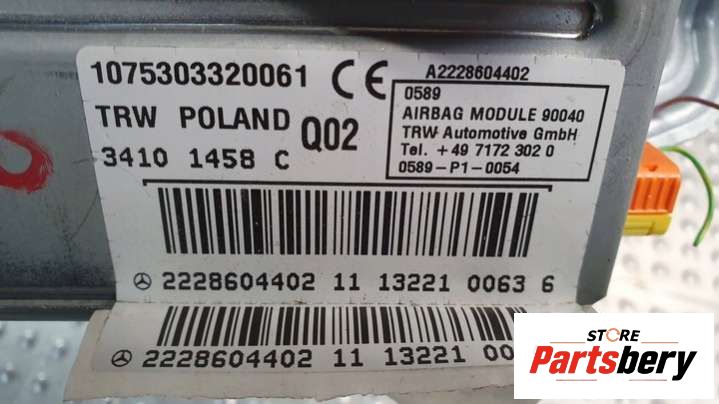 1075303320061 CE A2228604402
0589
AIRBAG MODULE 90040
TRW POLAND Q02 TRW Automotive GmbH
34101 1458 C Tel. +49 7172 302 0
0589-P1-0054
2228604402 11 13221 0063 6
2228604402 11 13221
STORE
Partsbery